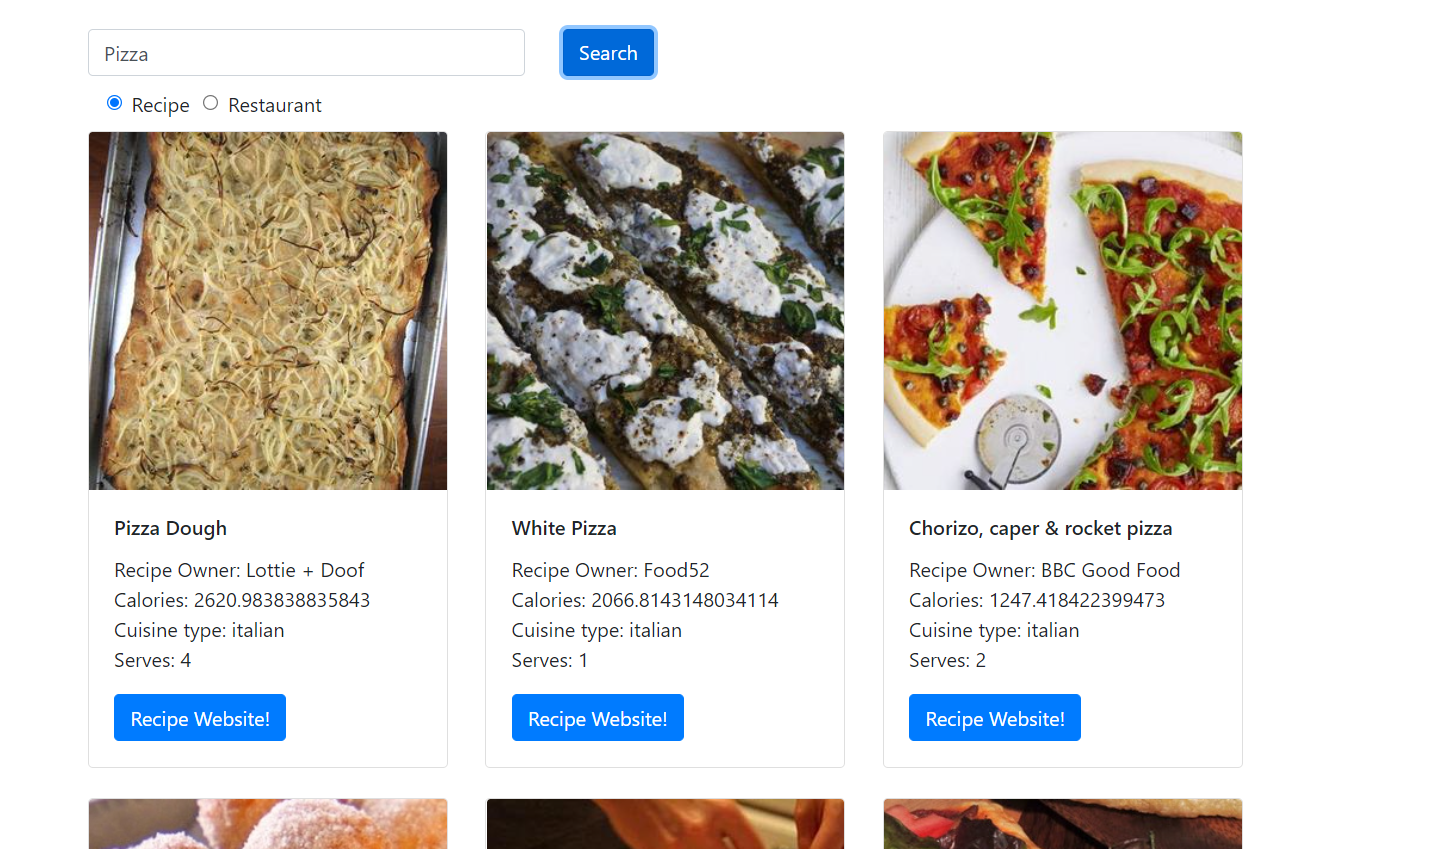 Pizza
Search
Recipe
Restaurant
Pizza Dough
Recipe Owner: Lottie + Doof
Calories: 2620.983838835843
Cuisine type: italian
Serves: 4
Recipe Website!
White Pizza
Recipe Owner: Food52
Calories: 2066.8143148034114
Cuisine type: italian
Serves: 1
Recipe Website!
Chorizo, caper & rocket pizza
Recipe Owner: BBC Good Food
Calories: 1247.418422399473
Cuisine type: italian
Serves: 2
Recipe Website!